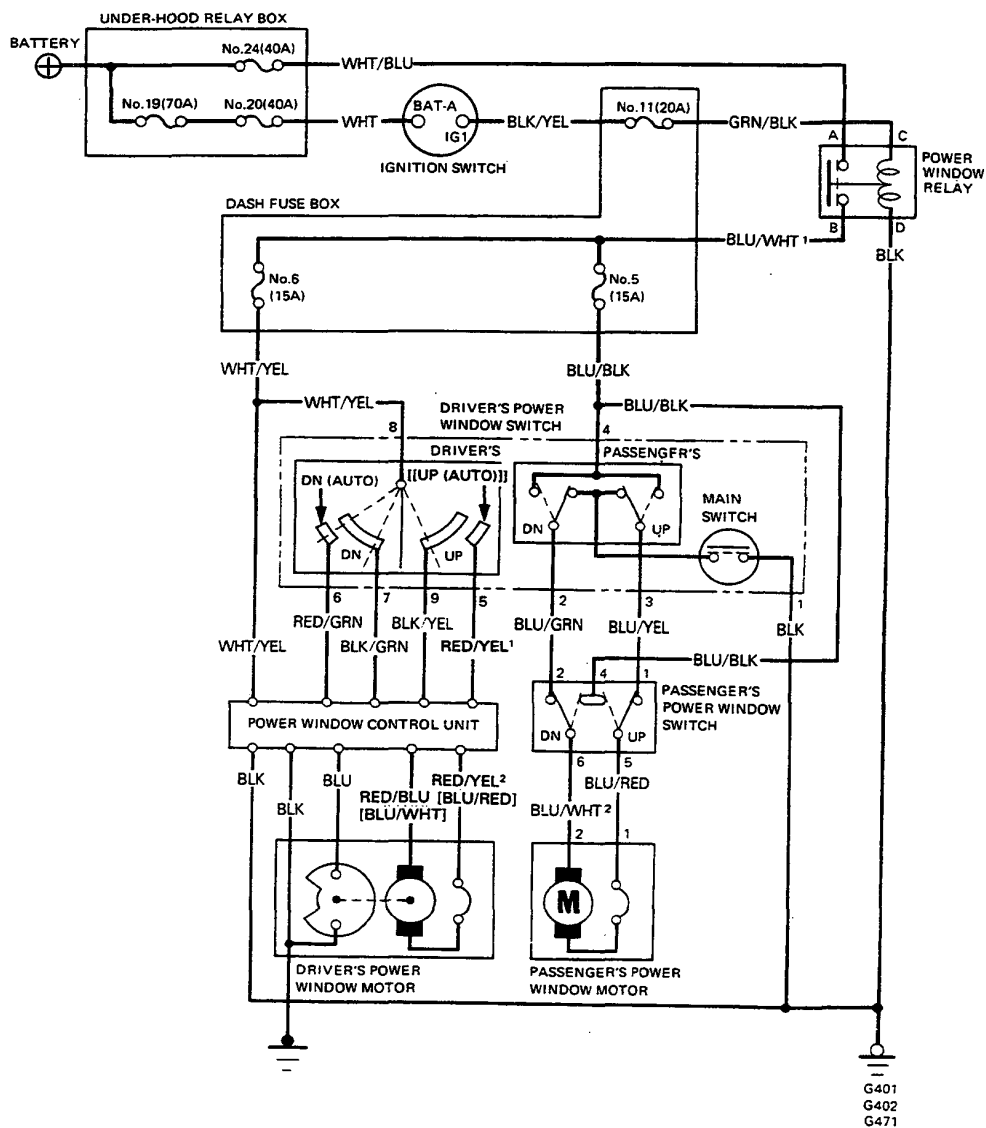 UNDER-HOOD RELAY BOX
BATTERY
No.24(40A)
WHT/BLU
No.19(70A)
No.20(40A)
WHT
BAT-A
IG1
IGNITION SWITCH
BLK/YEL
No.11(20A)
GRN/BLK
A
C
POWER
WINDOW
RELAY
B
D
DASH FUSE BOX
BLU/WHT 1
BLK
No.6
(15A)
No.5
(15A)
WHT/YEL
BLU/BLK
WHT/YEL
DRIVER'S POWER
WINDOW SWITCH
BLU/BLK
8
4
DRIVER'S
PASSENGER'S
DN (AUTO)
[[UP (AUTO)]]
MAIN
SWITCH
DN
UP
DN
UP
6
7
9
5
2
3
1
RED/GRN
BLK/GRN
BLK/YEL
RED/YEL1
BLU/GRN
BLU/YEL
BLK
WHT/YEL
BLU/BLK
2
4
1
PASSENGER'S
POWER WINDOW
SWITCH
POWER WINDOW CONTROL UNIT
DN
UP
6
5
BLK
BLK
BLU
RED/BLU
[BLU/WHT]
RED/YEL2
[BLU/RED]
BLU/RED
BLU/WHT 2
2
1
M
DRIVER'S POWER
WINDOW MOTOR
PASSENGER'S POWER
WINDOW MOTOR
G401
G402
G471